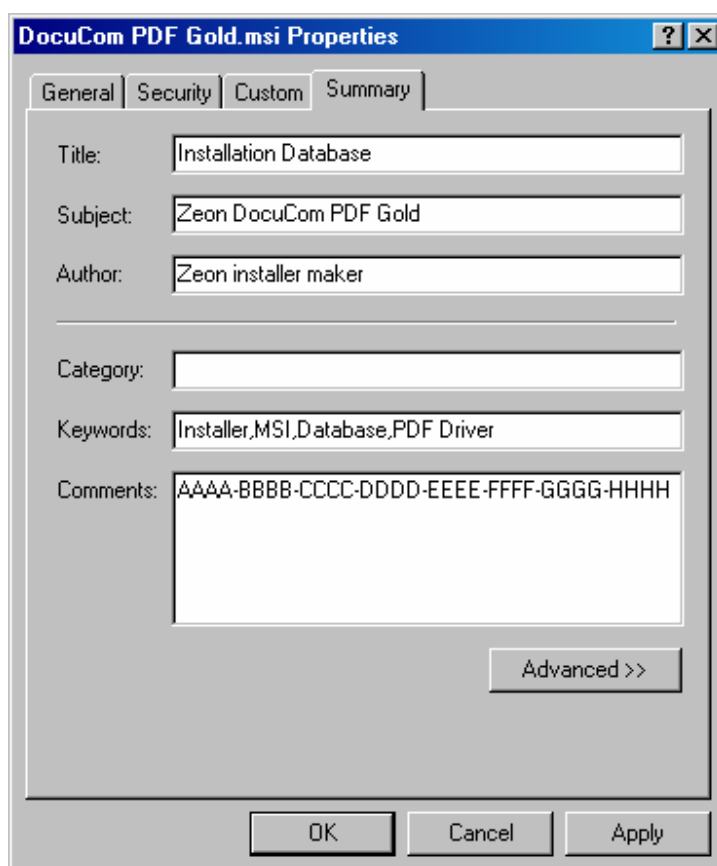 DocuCom PDF Gold.msi Properties
General Security Custom Summary
Title: Installation Database
Subject: Zeon DocuCom PDF Gold
Author: Zeon installer maker
Category:
Keywords: Installer,MSI,Database,PDF Driver
Comments: AAAA-BBBB-CCCC-DDDD-EEEE-FFFF-GGGG-HHHH
Advanced >>
OK Cancel Apply